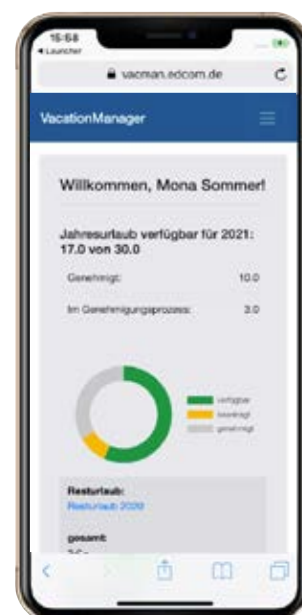 15:58
◀ Launcher
vacman.edcom.de
VacationManager
Willkommen, Mona Sommer!
Jahresurlaub verfügbar für 2021:
17.0 von 30.0
Genehmigt: 10.0
Im Genehmigungsprozess: 3.0
verfügbar
beantragt
genehmigt
Resturlaub:
Resturlaub 2020
gesamt: